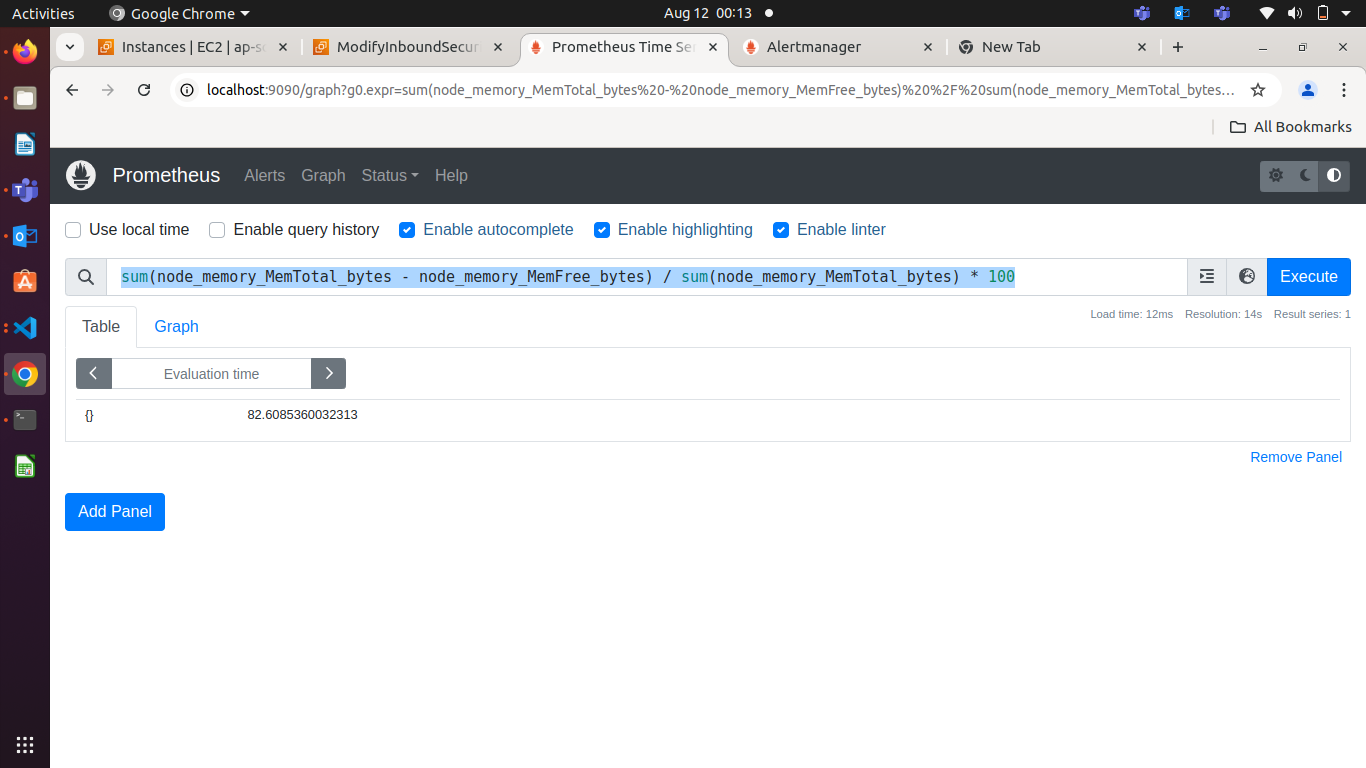 Activities
Google Chrome
Aug 12 00:13
Instances | EC2 | ap-so
ModifyInboundSecuri
Prometheus Time Ser
Alertmanager
New Tab
localhost:9090/graph?g0.expr=sum(node_memory_MemTotal_bytes%20-%20node_memory_MemFree_bytes)%20%2F%20sum(node_memory_MemTotal_bytes...
All Bookmarks
Prometheus
Alerts
Graph
Status
Help
Use local time
Enable query history
Enable autocomplete
Enable highlighting
Enable linter
sum(node_memory_MemTotal_bytes - node_memory_MemFree_bytes) / sum(node_memory_MemTotal_bytes) * 100
Execute
Table
Graph
Load time: 12ms
Resolution: 14s
Result series: 1
Evaluation time
{}
82.6085360032313
Remove Panel
Add Panel